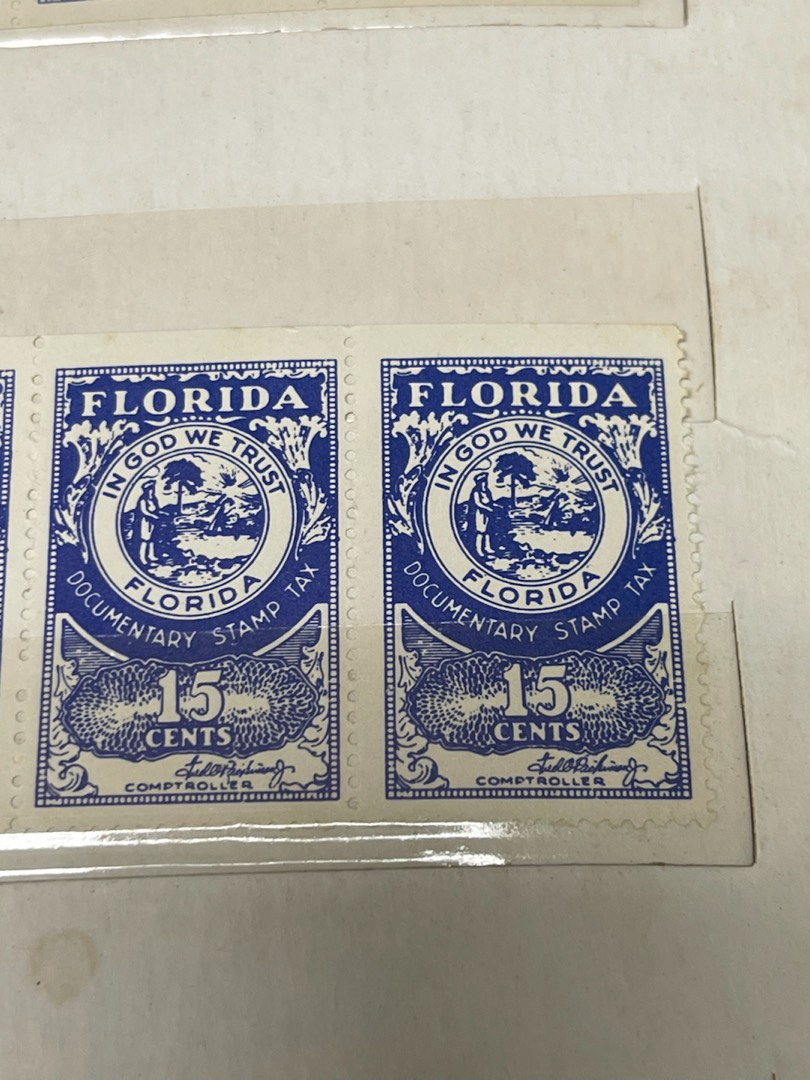 FLORIDA
IN GOD WE TRUST
FLORIDA
DOCUMENTARY STAMP TAX
15
CENTS
COMPTROLLER
FLORIDA
IN GOD WE TRUST
FLORIDA
DOCUMENTARY STAMP TAX
15
CENTS
COMPTROLLER